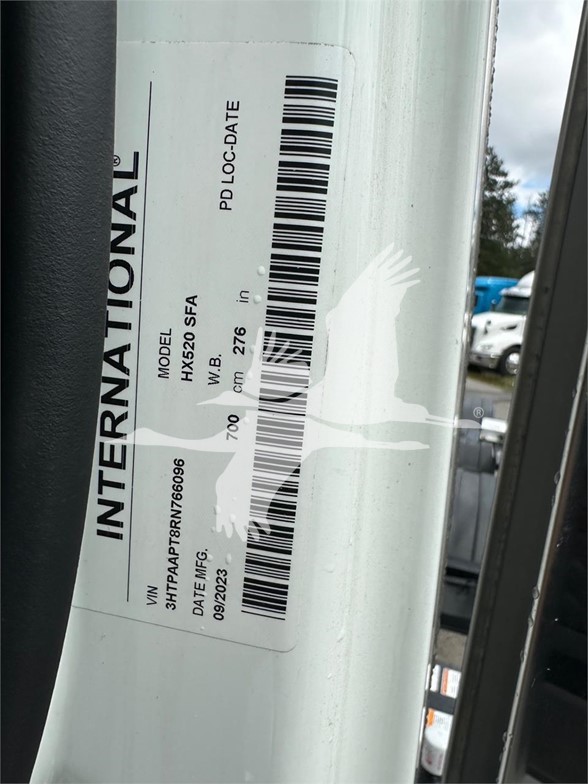 INTERNATIONAL®
VIN
3HTPAAPT8RN766096
MODEL
HX520 SFA
DATE MFG.
09/2023
W.B.
700 cm 276 in
PD LOC-DATE
®